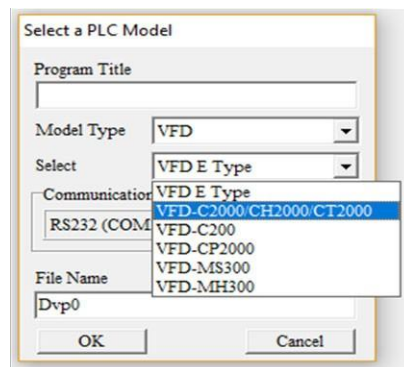 Select a PLC Model
Program Title
Model Type VFD
Select VFD E Type
Communication
VFD E Type
VFD-C2000/CH2000/CT2000
RS232 (COM
VFD-C200
VFD-CP2000
VFD-MS300
File Name
VFD-MH300
Dvp0
OK Cancel